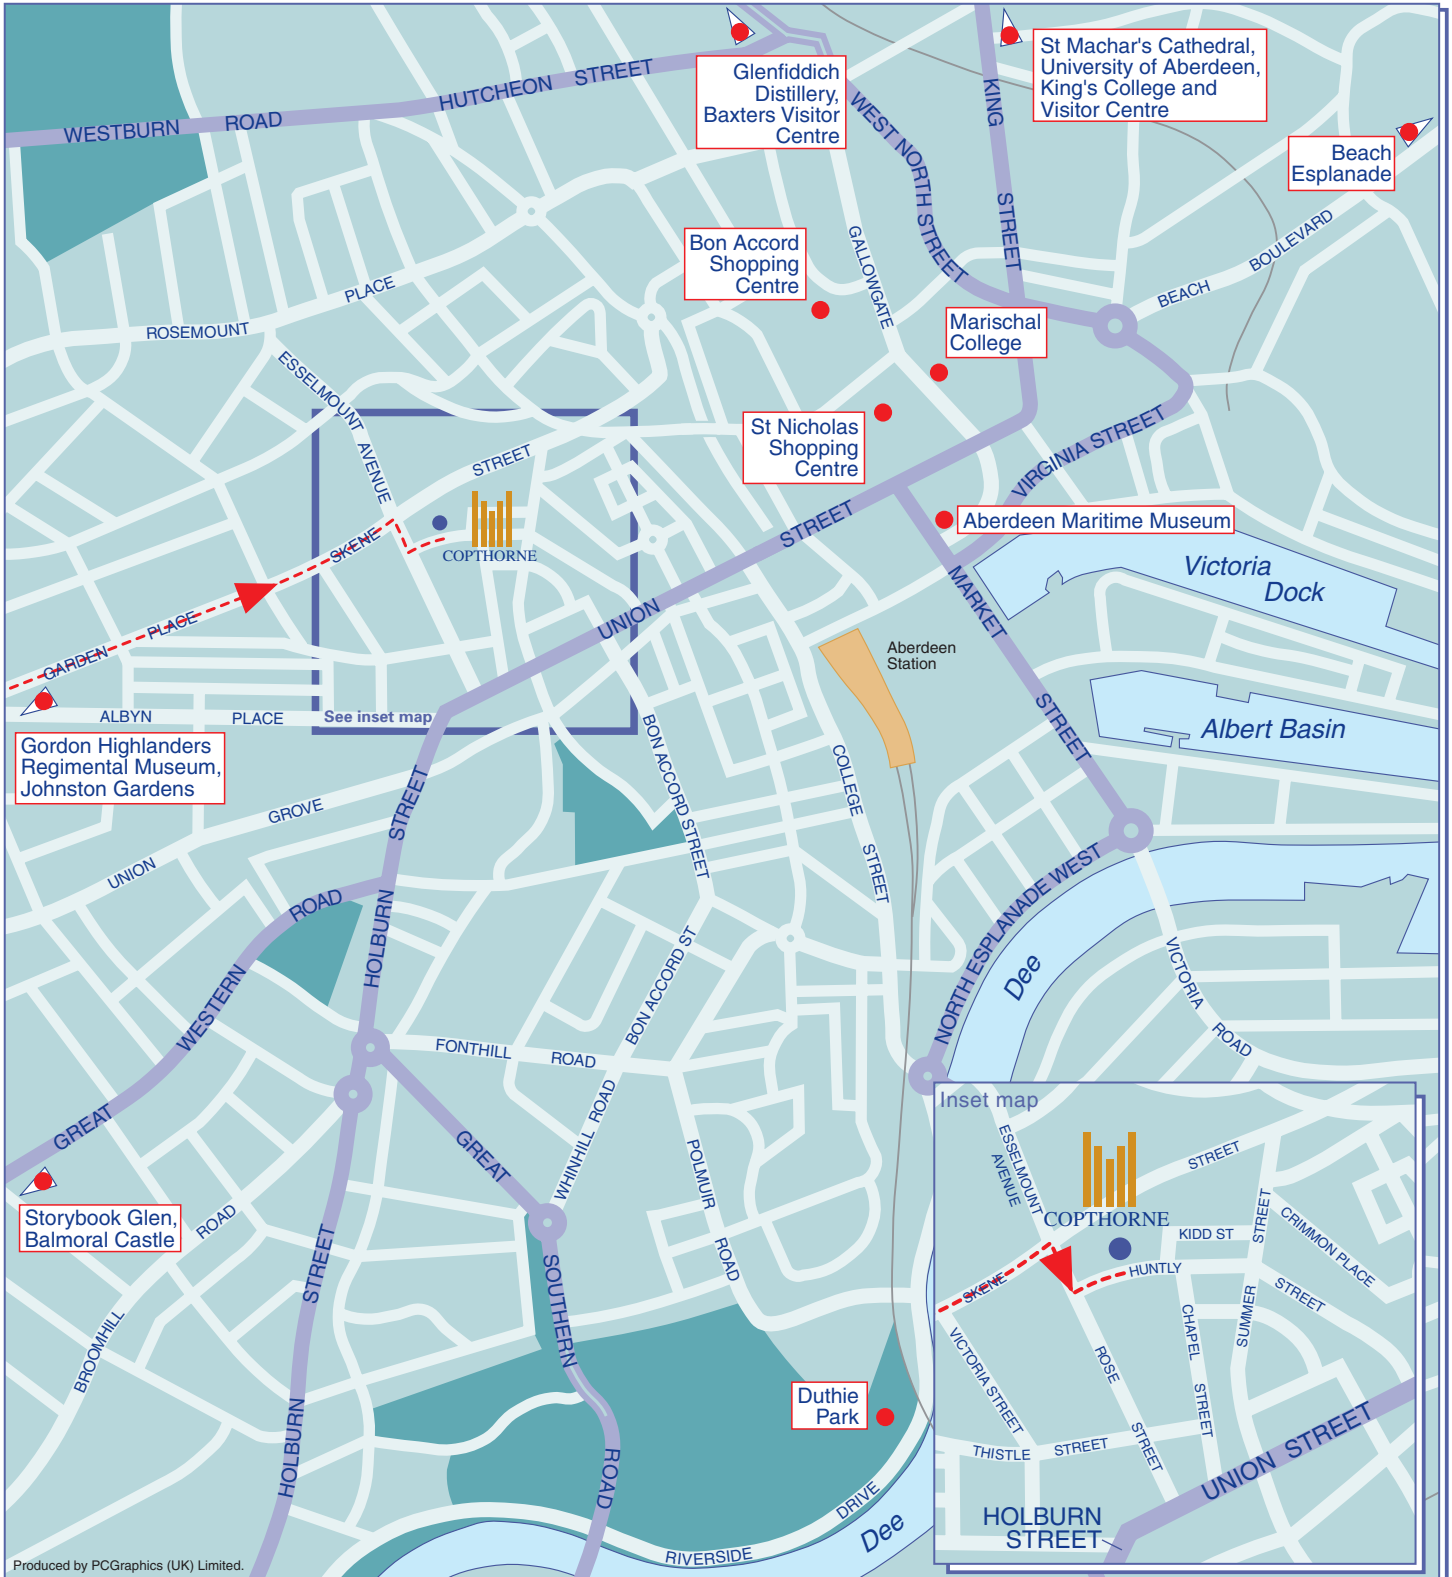 WESTBURN ROAD
HUTCHEON STREET
Glenfiddich
Distillery,
Baxters Visitor
Centre
WEST NORTH STREET
KING STREET
St Machar's Cathedral,
University of Aberdeen,
King's College and
Visitor Centre
Beach
Esplanade
BEACH BOULEVARD
Bon Accord
Shopping
Centre
GALLOWGATE
Marischal
College
St Nicholas
Shopping
Centre
ROSEMOUNT PLACE
ESSELMOUNT AVENUE
SKENE STREET
COPTHORNE
GARDEN PLACE
ALBYN PLACE
See inset map
UNION STREET
VIRGINIA STREET
Aberdeen Maritime Museum
MARKET STREET
Victoria
Dock
Albert Basin
Aberdeen
Station
Gordon Highlanders
Regimental Museum,
Johnston Gardens
UNION GROVE
HOLBURN STREET
BON ACCORD STREET
COLLEGE STREET
GREAT WESTERN ROAD
NORTH ESPLANADE WEST
Dee
VICTORIA ROAD
BON ACCORD ST
FONTHILL ROAD
WHINHILL ROAD
POLMUIR ROAD
GREAT SOUTHERN ROAD
Storybook Glen,
Balmoral Castle
BROOMHILL ROAD
HOLBURN STREET
Duthie
Park
RIVERSIDE DRIVE
Dee
Produced by PCGraphics (UK) Limited.
Inset map
ESSELMOUNT
AVENUE
COPTHORNE
SKENE STREET
KIDD ST
HUNTLY STREET
SUMMER STREET
CRIMMON PLACE
CHAPEL STREET
ROSE STREET
VICTORIA STREET
THISTLE STREET
UNION STREET
HOLBURN
STREET